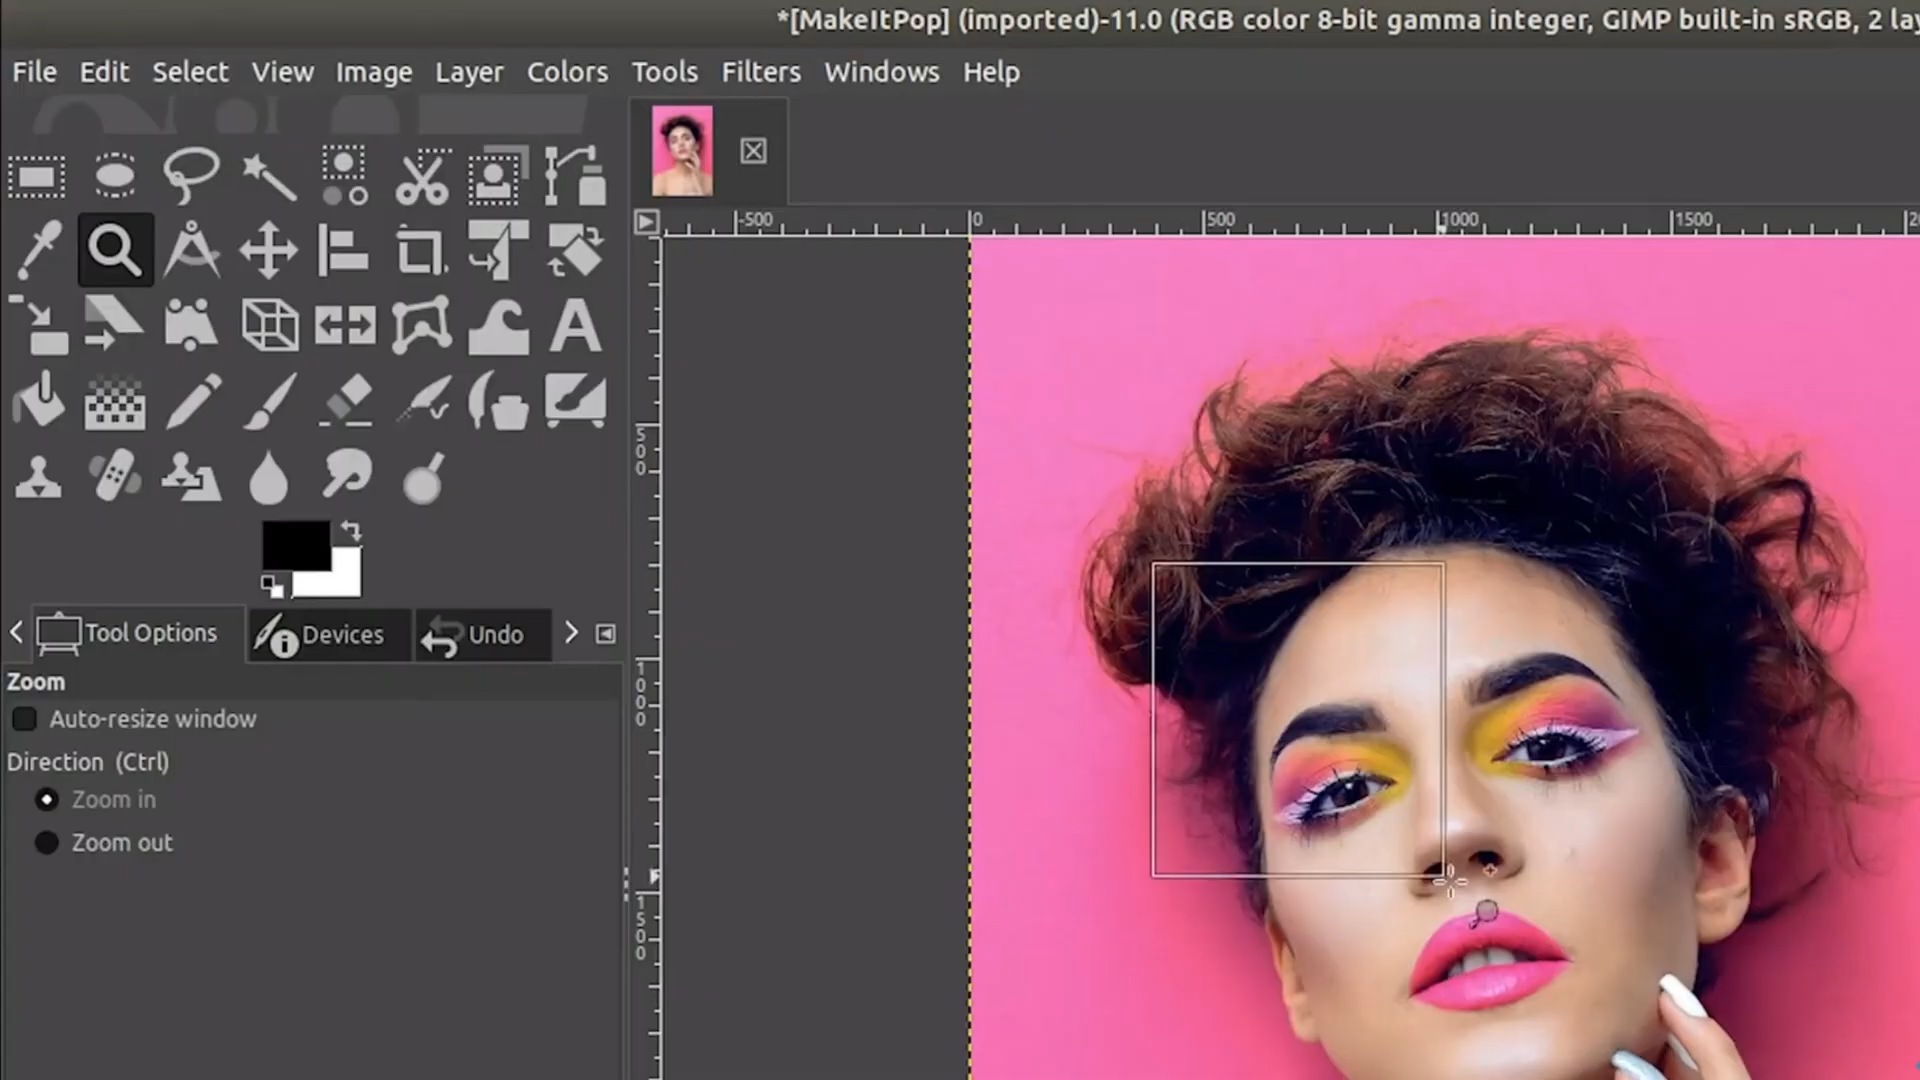 *[MakeItPop] (imported)-11.0 (RGB color 8-bit gamma integer, GIMP built-in sRGB, 2 lay
File Edit Select View Image Layer Colors Tools Filters Windows Help
-500 0 500 1000 1500
500
1000
1500
Tool Options Devices Undo
Zoom
Auto-resize window
Direction (Ctrl)
Zoom in
Zoom out